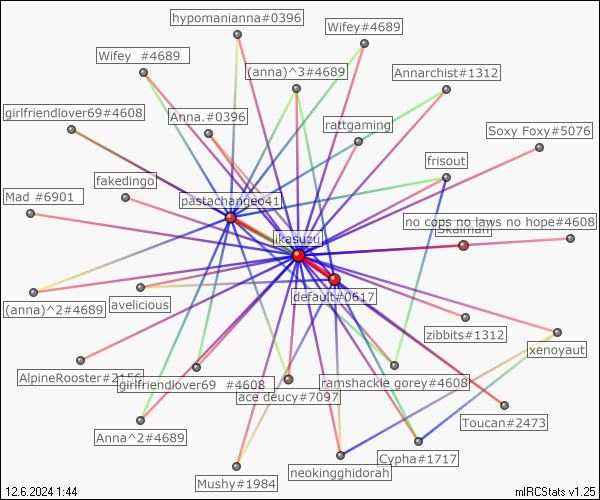 hypomanianna#0396
Wifey#4689
Wifey #4689
(anna)^3#4689
Annarchist#1312
girlfriendlover69#4608
Anna.#0396
rattgaming
Soxy Foxy#5076
frisout
fakedingo
Mad #6901
pastachangeo41
no cops no laws no hope#4608
Skaiman
ikasuzu
default#0617
(anna)^2#4689
avelicious
zibbits#1312
xenoyaut
AlpineRooster#2156
girlfriendlover69 #4608
ramshackle gorey#4608
ace deucy#7097
Toucan#2473
Anna^2#4689
Cypha#1717
neokingghidorah
Mushy#1984
12.6.2024 1:44
mIRCStats v1.25